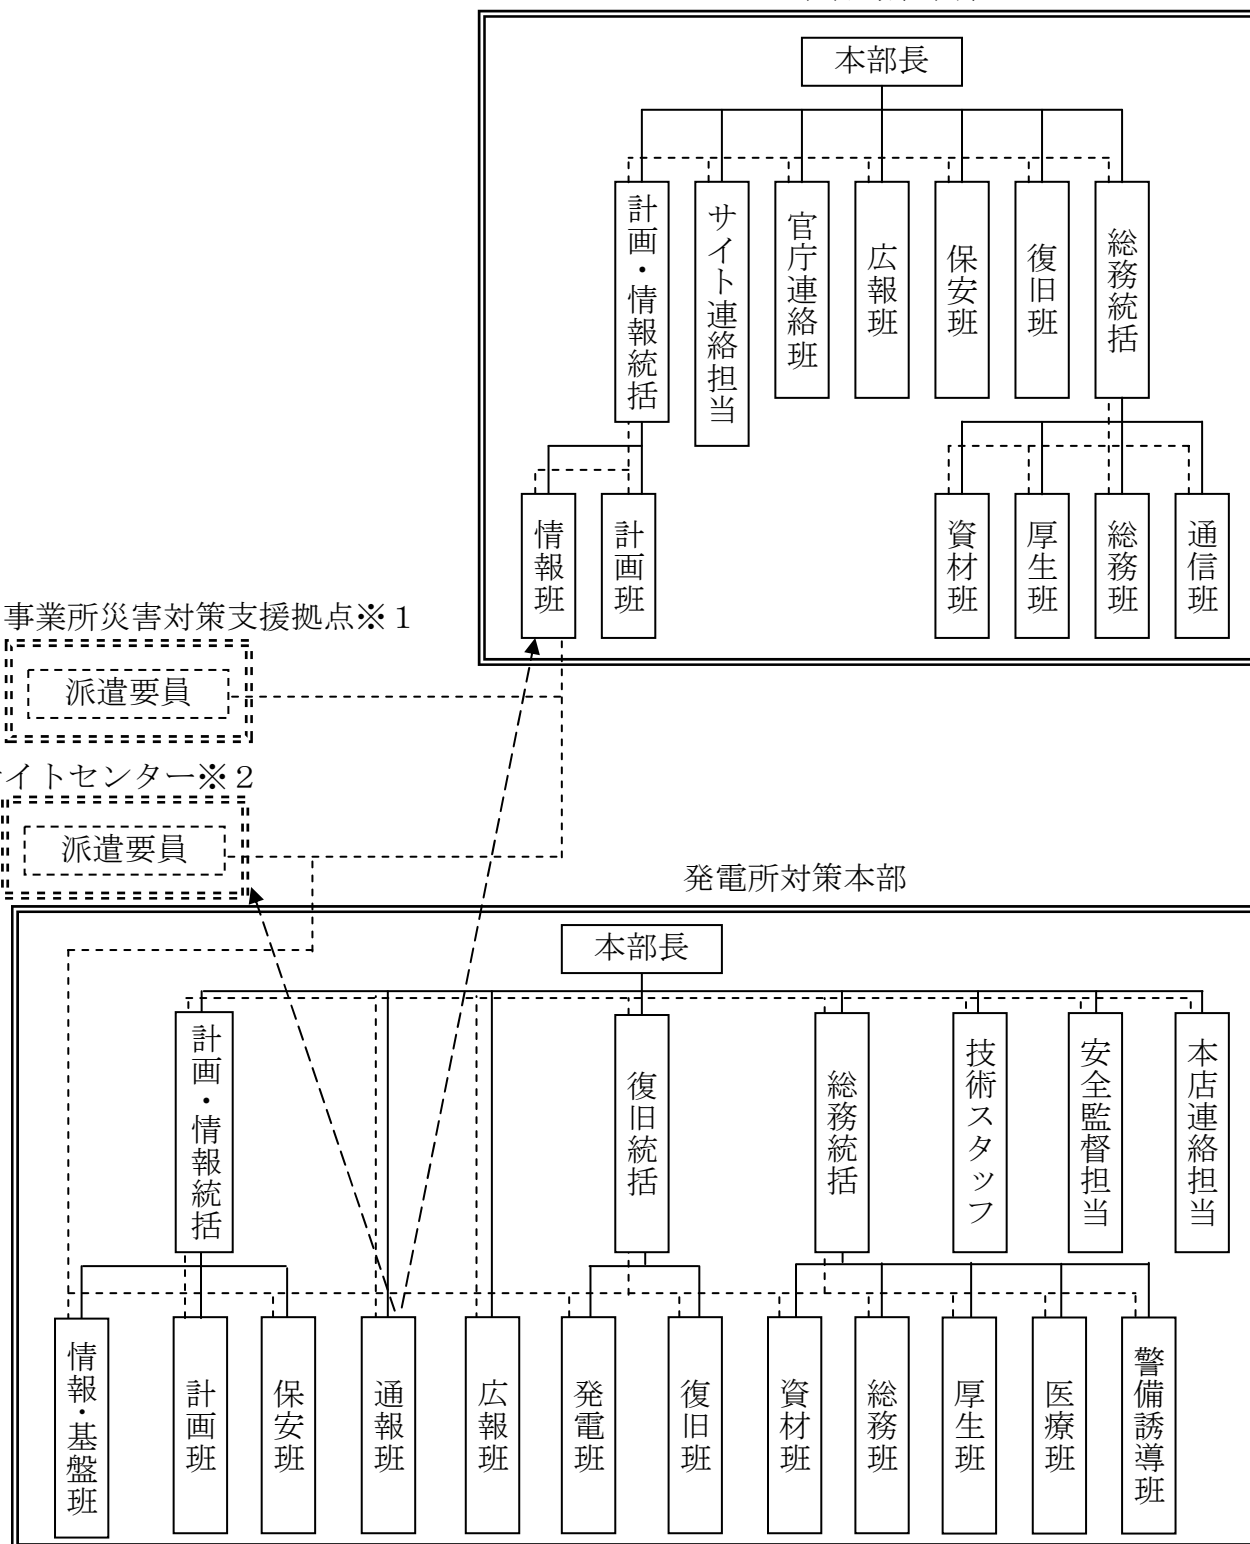 本部長
計画・情報統括
サイト連絡担当
官庁連絡班
広報班
保安班
復旧班
総務統括
情報班
計画班
資材班
厚生班
総務班
通信班
事業所災害対策支援拠点※1
派遣要員
イトセンター※2
派遣要員
発電所対策本部
本部長
計画・情報統括
復旧統括
総務統括
技術スタッフ
安全監督担当
本店連絡担当
情報・基盤班
計画班
保安班
通報班
広報班
発電班
復旧班
資材班
総務班
厚生班
医療班
警備誘導班